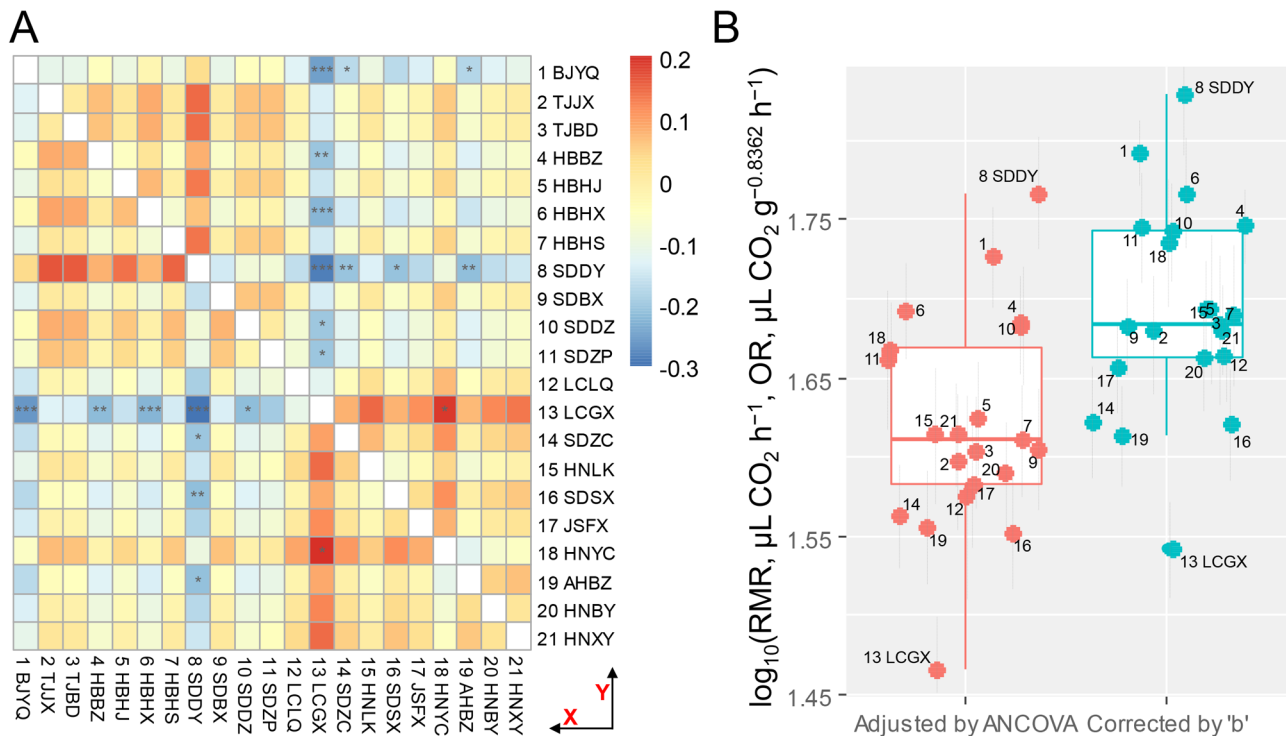 A
B
0.2
0.1
0
-0.1
-0.2
-0.3
*** * *
**
***
*** ** * **
*
*
*** ** *** *** * *
*
**
*
*
1 BJYQ
2 TJJX
3 TJBD
4 HBBZ
5 HBHJ
6 HBHX
7 HBHS
8 SDDY
9 SDBX
10 SDDZ
11 SDZP
12 LCLQ
13 LCGX
14 SDZC
15 HNLK
16 SDSX
17 JSFX
18 HNYC
19 AHBZ
20 HNBY
21 HNXY
1 BJYQ
2 TJJX
3 TJBD
4 HBBZ
5 HBHJ
6 HBHX
7 HBHS
8 SDDY
9 SDBX
10 SDDZ
11 SDZP
12 LCLQ
13 LCGX
14 SDZC
15 HNLK
16 SDSX
17 JSFX
18 HNYC
19 AHBZ
20 HNBY
21 HNXY
Y
X
log10(RMR, µL CO2 h−1, OR, µL CO2 g−0.8362 h−1)
1.75
1.65
1.55
1.45
8 SDDY
1
6
4
10
18
11
5
15
21
7
3
9
2
20
17
12
14
19
16
13 LCGX
8 SDDY
1
6
4
10
11
18
5
15
7
3
9
2
21
20
12
17
14
19
16
13 LCGX
Adjusted by ANCOVA
Corrected by 'b'